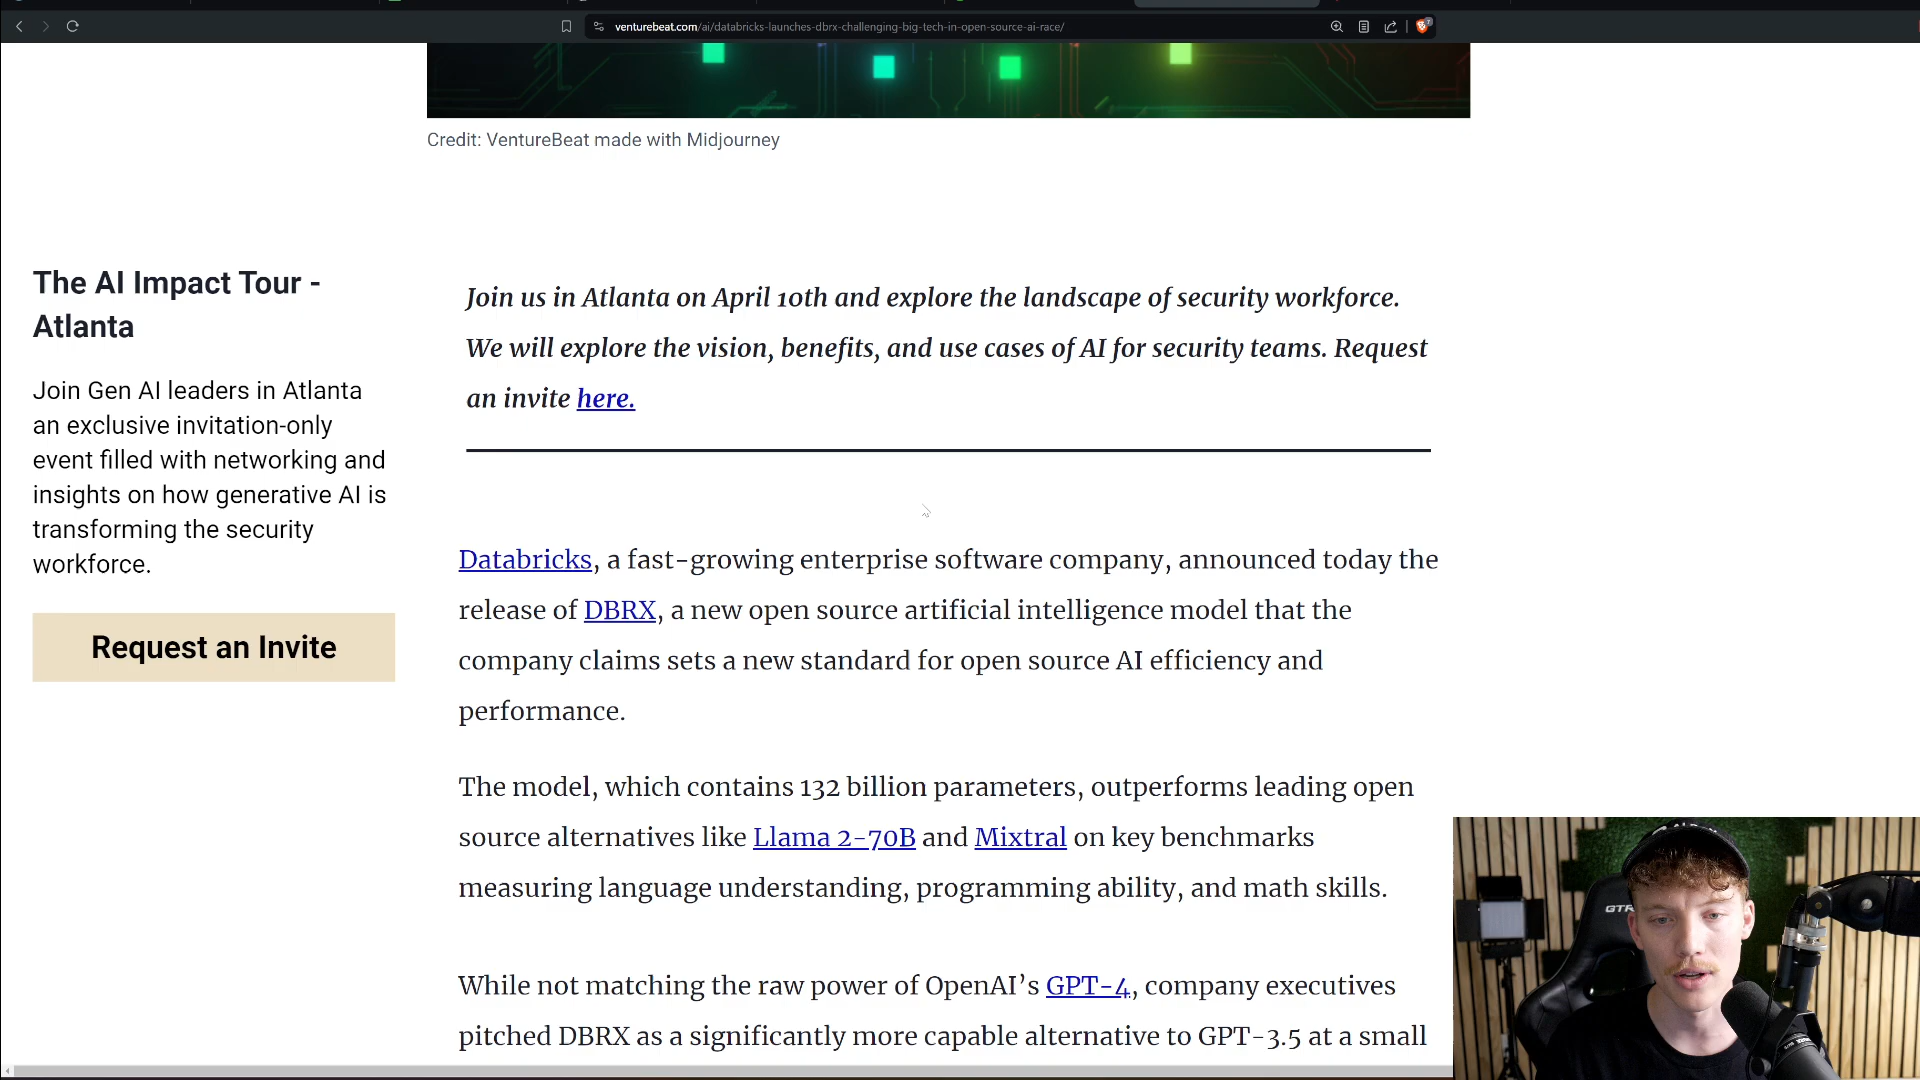 venturebeat.com/ai/databricks-launches-dbrx-challenging-big-tech-in-open-source-ai-race/
Credit: VentureBeat made with Midjourney
The AI Impact Tour -
Atlanta
Join Gen AI leaders in Atlanta
an exclusive invitation-only
event filled with networking and
insights on how generative AI is
transforming the security
workforce.
Request an Invite
Join us in Atlanta on April 10th and explore the landscape of security workforce.
We will explore the vision, benefits, and use cases of AI for security teams. Request
an invite here.
Databricks, a fast-growing enterprise software company, announced today the
release of DBRX, a new open source artificial intelligence model that the
company claims sets a new standard for open source AI efficiency and
performance.
The model, which contains 132 billion parameters, outperforms leading open
source alternatives like Llama 2-70B and Mixtral on key benchmarks
measuring language understanding, programming ability, and math skills.
While not matching the raw power of OpenAI’s GPT-4, company executives
pitched DBRX as a significantly more capable alternative to GPT-3.5 at a small